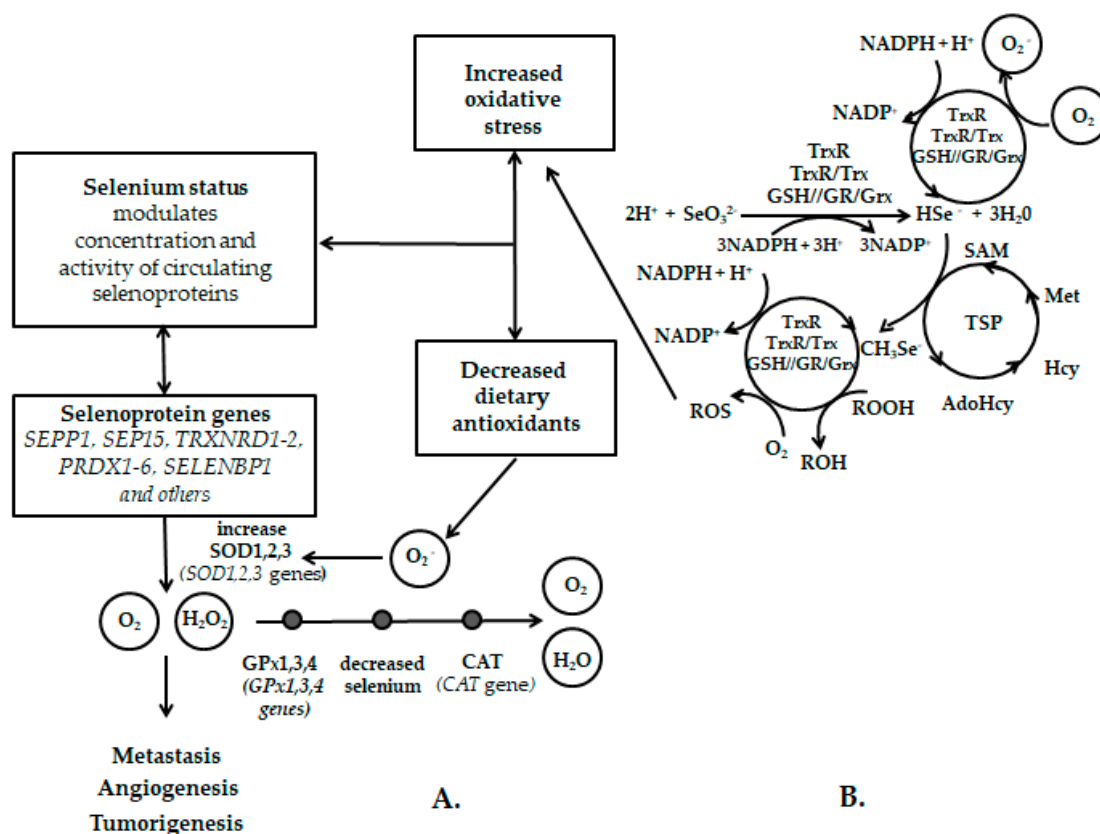 Increased
oxidative
stress
Selenium status
modulates
concentration and
activity of circulating
selenoproteins
Selenoprotein genes
SEPP1, SEP15, TRXNRD1-2,
PRDX1-6, SELENBP1
and others
Decreased
dietary
antioxidants
increase
SOD1,2,3
(SOD1,2,3 genes)
O₂⁻
O₂
H₂O₂
O₂
H₂O
GPx1,3,4
(GPx1,3,4
genes)
decreased
selenium
CAT
(CAT gene)
Metastasis
Angiogenesis
Tumorigenesis
A.
NADPH + H⁺
O₂⁻
NADP⁺
O₂
TrxR
TrxR/Trx
GSH//GR/Grx
TrxR
TrxR/Trx
GSH//GR/Grx
2H⁺ + SeO₃²⁻
HSe⁻ + 3H₂0
3NADPH + 3H⁺
3NADP⁺
NADPH + H⁺
NADP⁺
TrxR
TrxR/Trx
GSH//GR/Grx
SAM
Met
TSP
Hcy
AdoHcy
CH₃Se⁻
ROS
O₂
ROH
ROOH
B.